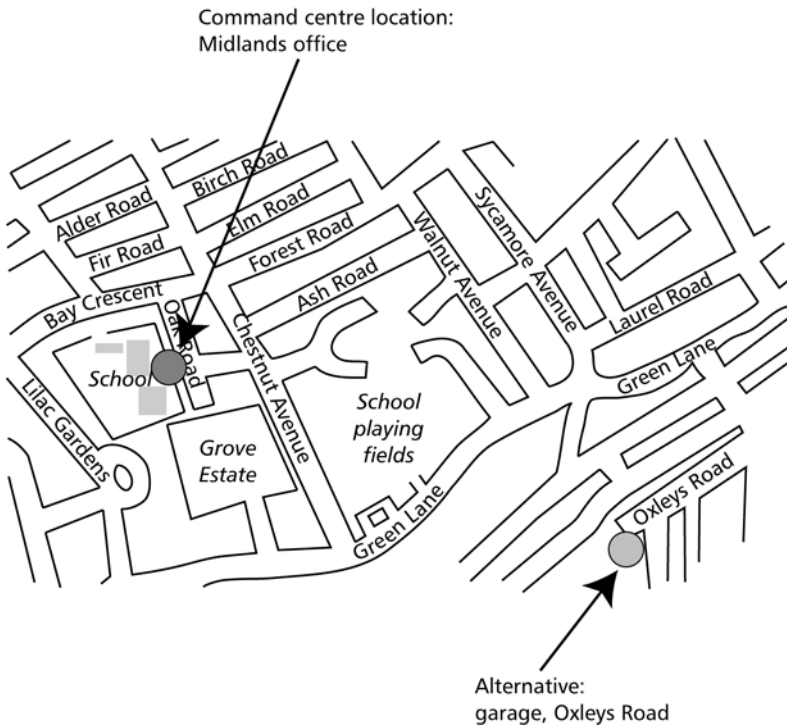 Command centre location:
Midlands office
Birch Road
Alder Road
Elm Road
Fir Road
Forest Road
Walnut Avenue
Sycamore Avenue
Ash Road
Bay Crescent
Oak Road
Chestnut Avenue
Laurel Road
Green Lane
School
Lilac Gardens
School
playing
fields
Grove
Estate
Green Lane
Oxleys Road
Alternative:
garage, Oxleys Road